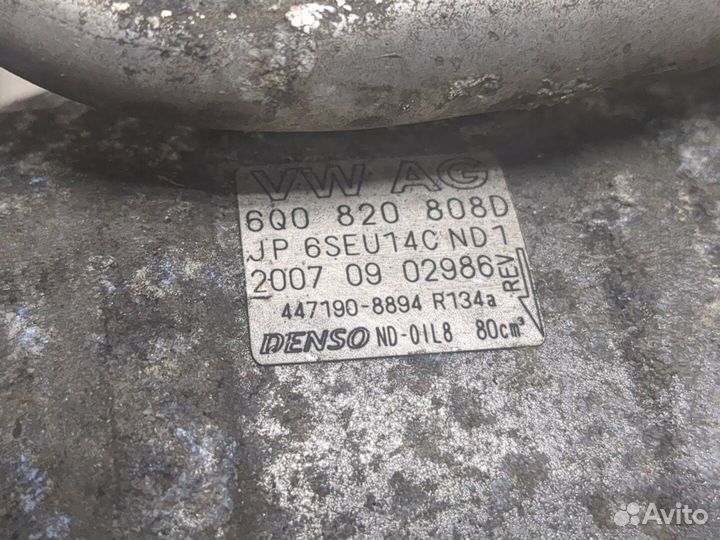 VW AG
6Q0 820 808D
JP 6SEU14C ND1
2007 09 02986
REV
447190-8894 R134a
DENSO ND-OIL8 80cm³
Avito